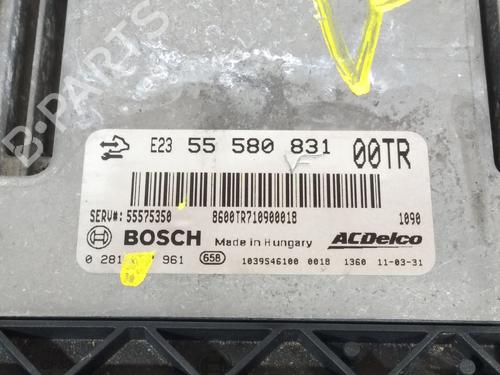 B-PARTS
E23 55 580 831 00TR
SERV#: 55575350 8600TR710900018 1090
BOSCH Made in Hungary ACDelco
0 281 961 658 1039S46100 0018 1360 11-03-31